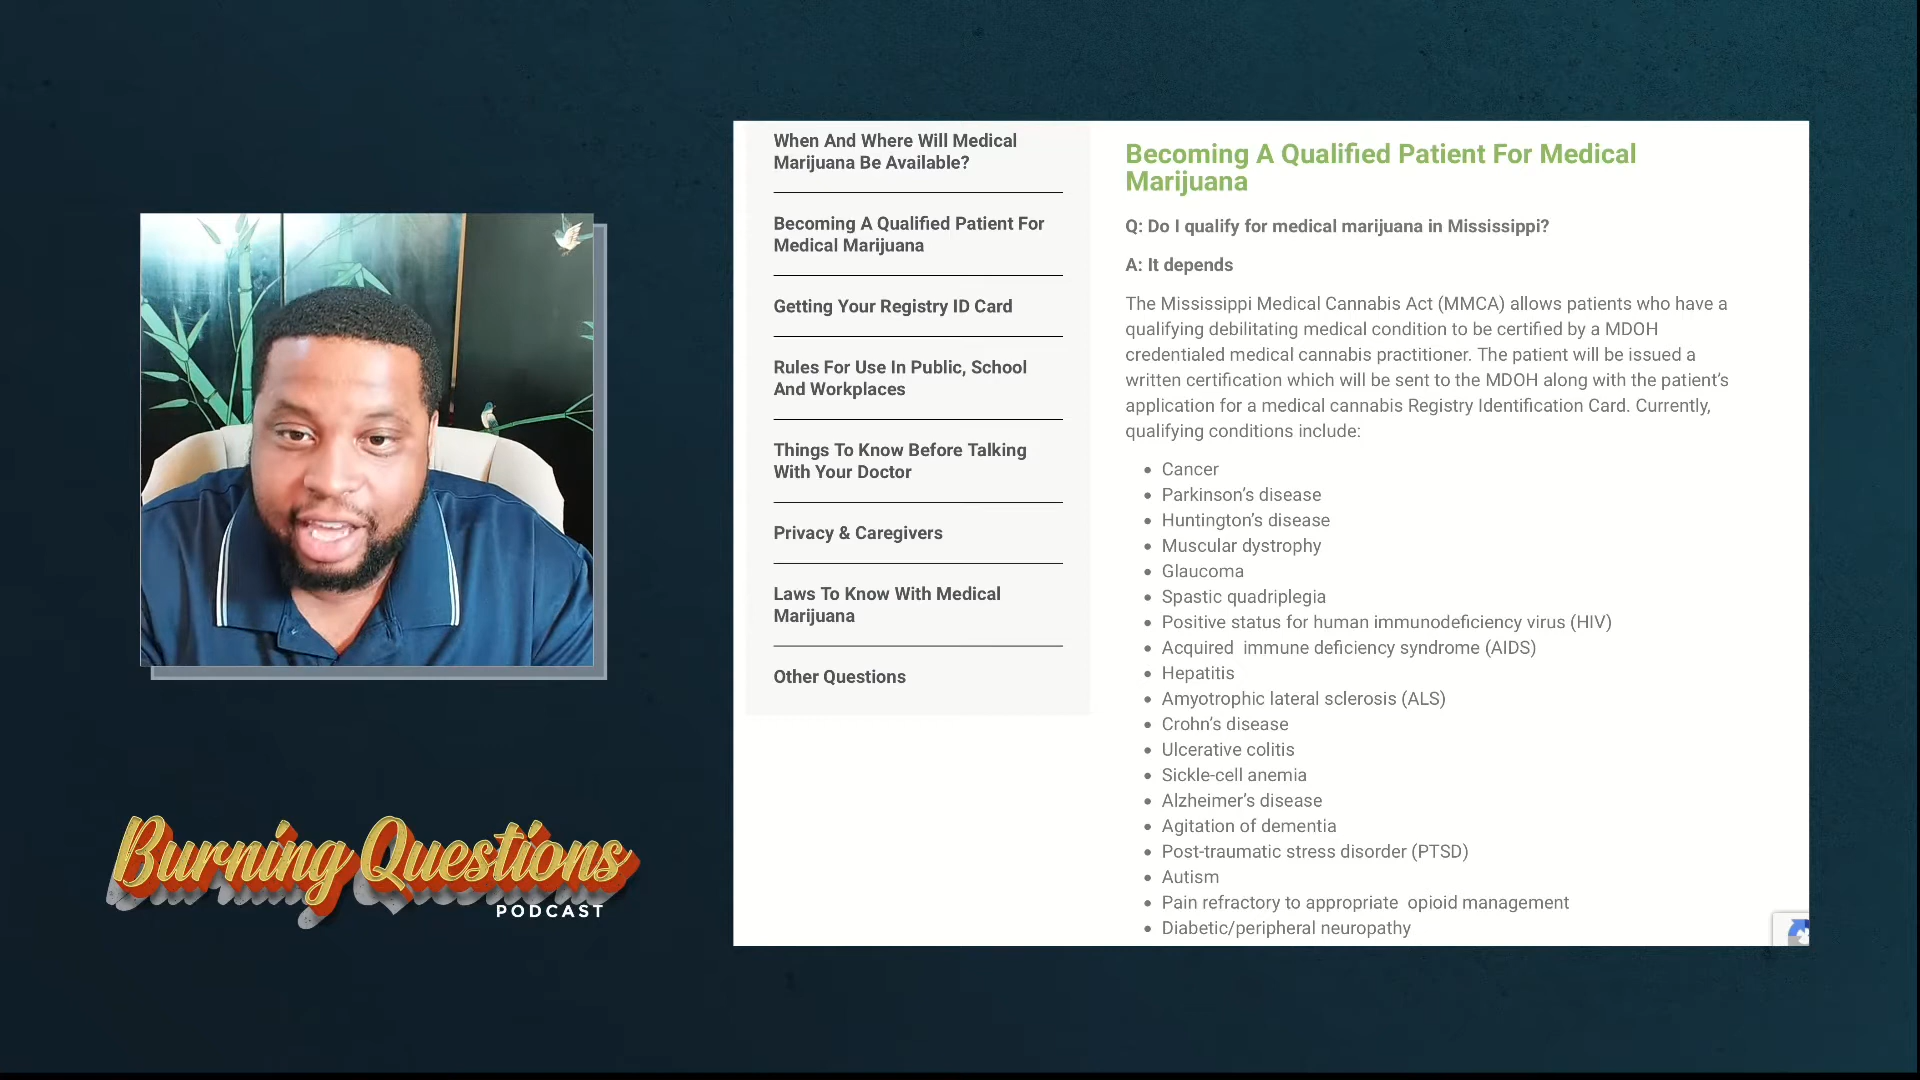 When And Where Will Medical
Marijuana Be Available?
Becoming A Qualified Patient For
Medical Marijuana
Getting Your Registry ID Card
Rules For Use In Public, School
And Workplaces
Things To Know Before Talking
With Your Doctor
Privacy & Caregivers
Laws To Know With Medical
Marijuana
Other Questions
Becoming A Qualified Patient For Medical
Marijuana
Q: Do I qualify for medical marijuana in Mississippi?
A: It depends
The Mississippi Medical Cannabis Act (MMCA) allows patients who have a
qualifying debilitating medical condition to be certified by a MDOH
credentialed medical cannabis practitioner. The patient will be issued a
written certification which will be sent to the MDOH along with the patient's
application for a medical cannabis Registry Identification Card. Currently,
qualifying conditions include:
• Cancer
• Parkinson's disease
• Huntington's disease
• Muscular dystrophy
• Glaucoma
• Spastic quadriplegia
• Positive status for human immunodeficiency virus (HIV)
• Acquired  immune deficiency syndrome (AIDS)
• Hepatitis
• Amyotrophic lateral sclerosis (ALS)
• Crohn's disease
• Ulcerative colitis
• Sickle-cell anemia
• Alzheimer's disease
• Agitation of dementia
• Post-traumatic stress disorder (PTSD)
• Autism
• Pain refractory to appropriate  opioid management
• Diabetic/peripheral neuropathy
Burning Questions
PODCAST